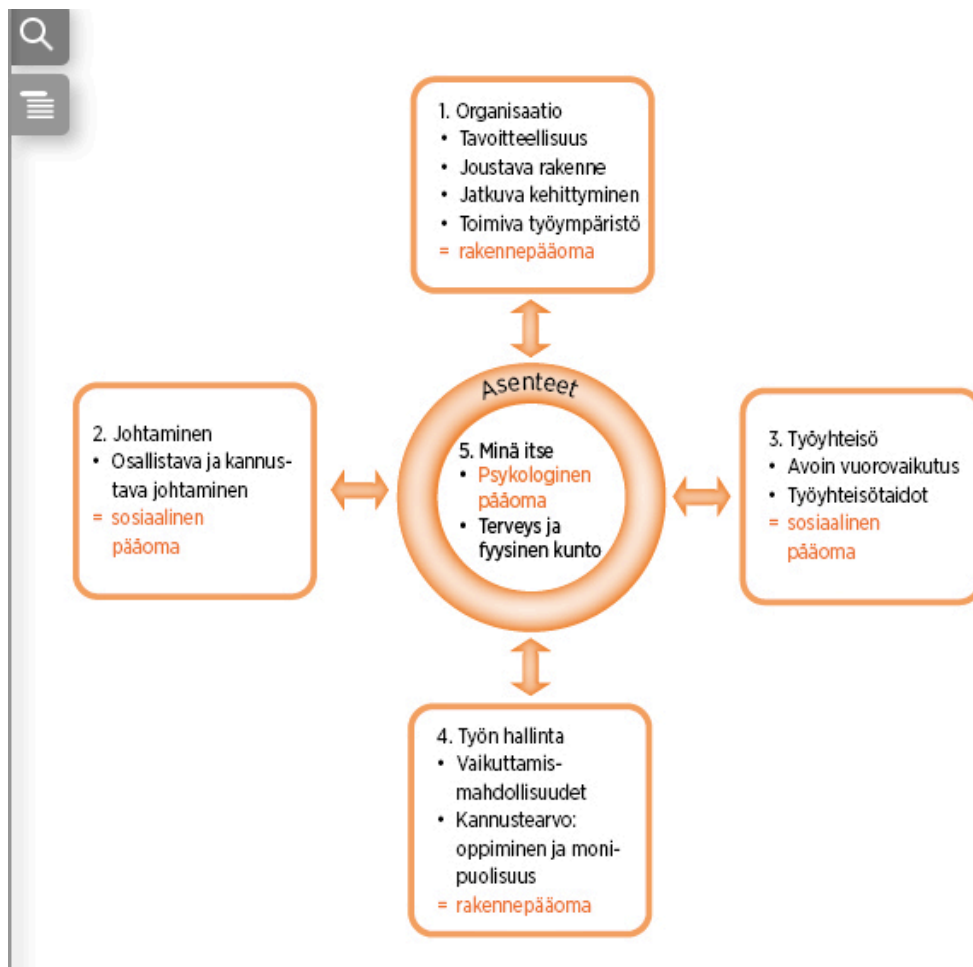 1. Organisaatio
• Tavoitteellisuus
• Joustava rakenne
• Jatkuva kehittyminen
• Toimiva työympäristö
= rakennepääoma
Asenteet
2. Johtaminen
• Osallistava ja kannus-
tava johtaminen
= sosiaalinen
pääoma
5. Minä itse
• Psykologinen
pääoma
• Terveys ja
fyysinen kunto
3. Työyhteisö
• Avoin vuorovaikutus
• Työyhteisötaidot
= sosiaalinen
pääoma
4. Työn hallinta
• Vaikuttamis-
mahdollisuudet
• Kannustearvo:
oppiminen ja moni-
puolisuus
= rakennepääoma